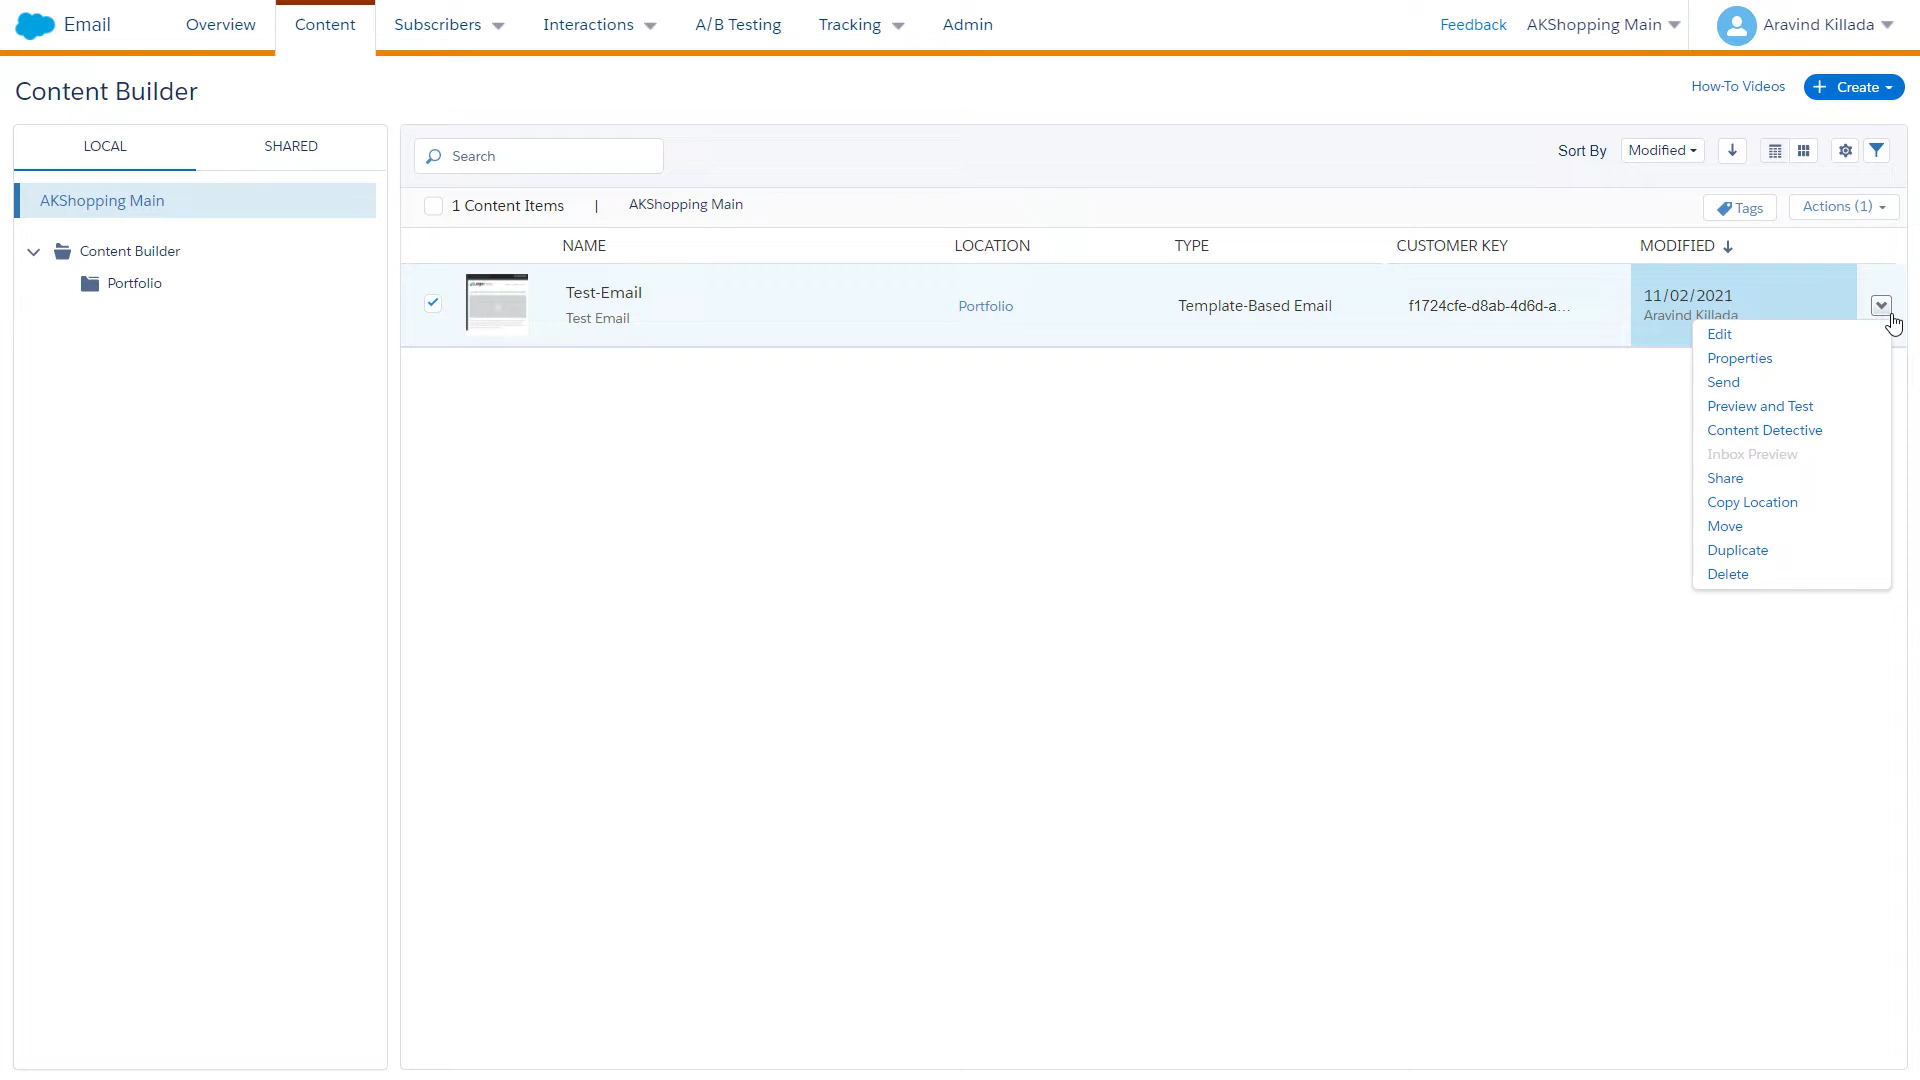 Email Overview Content Subscribers Interactions A/B Testing Tracking Admin Feedback AKShopping Main Aravind Killada
Content Builder
How-To Videos
+ Create
LOCAL SHARED
AKShopping Main
Content Builder
Portfolio
Search
Sort By Modified
1 Content Items | AKShopping Main
Tags Actions (1)
NAME LOCATION TYPE CUSTOMER KEY MODIFIED
Test-Email
Test Email
Portfolio
Template-Based Email
f1724cfe-d8ab-4d6d-a...
11/02/2021
Aravind Killada
Edit
Properties
Send
Preview and Test
Content Detective
Inbox Preview
Share
Copy Location
Move
Duplicate
Delete